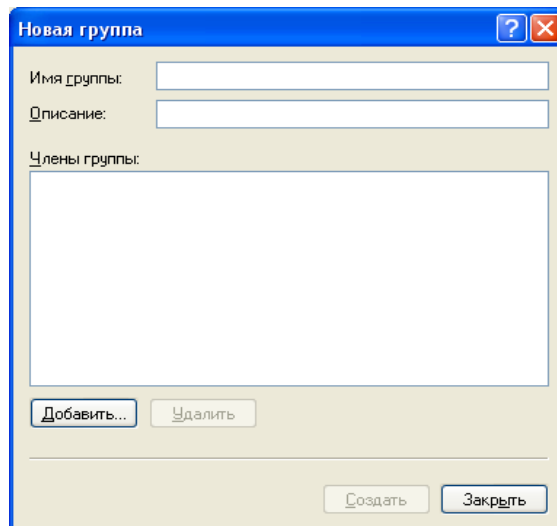 Новая группа
Имя группы:
Описание:
Члены группы:
Добавить... Удалить
Создать Закрыть